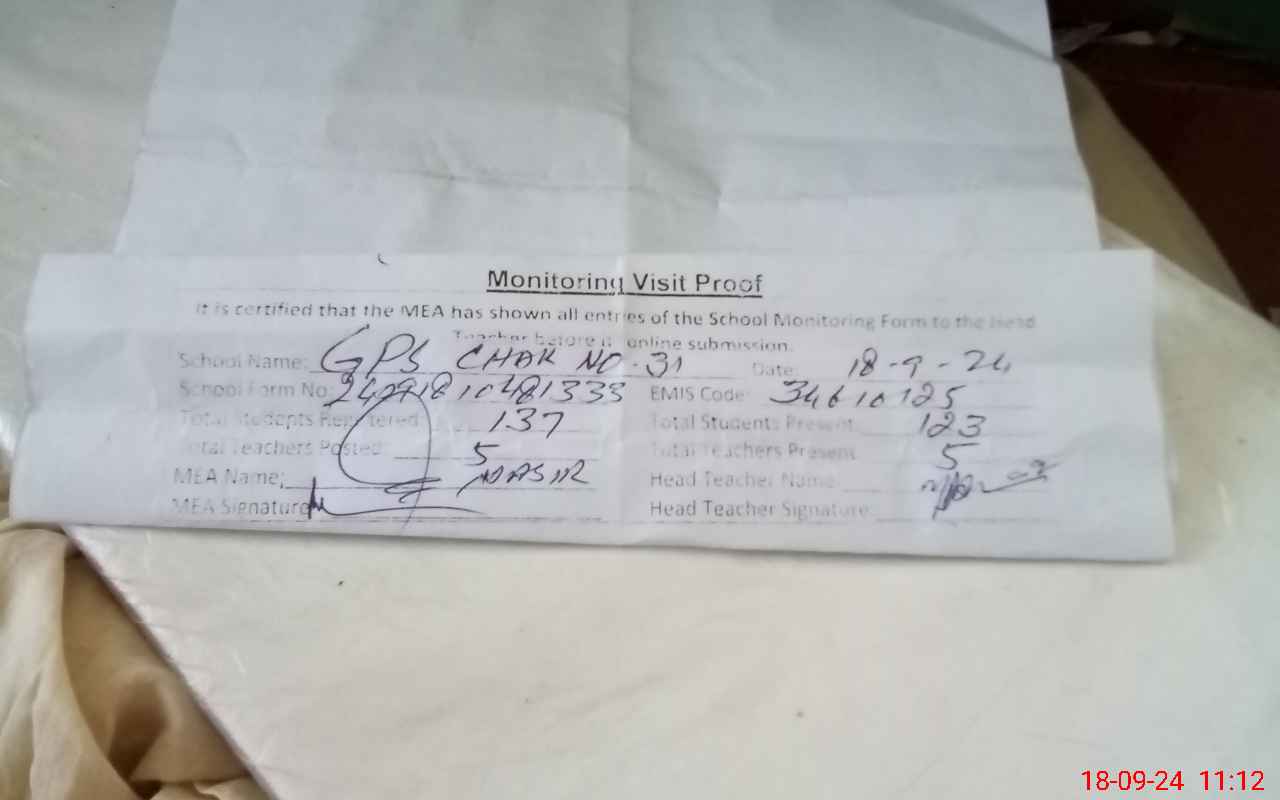 Monitoring Visit Proof
It is certified that the MEA has shown all entries of the School Monitoring Form to the Head
Teacher before it online submission.
School Name: GPS CHAK NO. 31 Date: 18-9-24
School Form No: EMIS Code: 34610125
Total Students Registered: 137 Total Students Present: 123
Total Teachers Posted: 5 Total Teachers Present 5
MEA Name: NASIR Head Teacher Name
MEA Signature Head Teacher Signature:
18-09-24 11:12